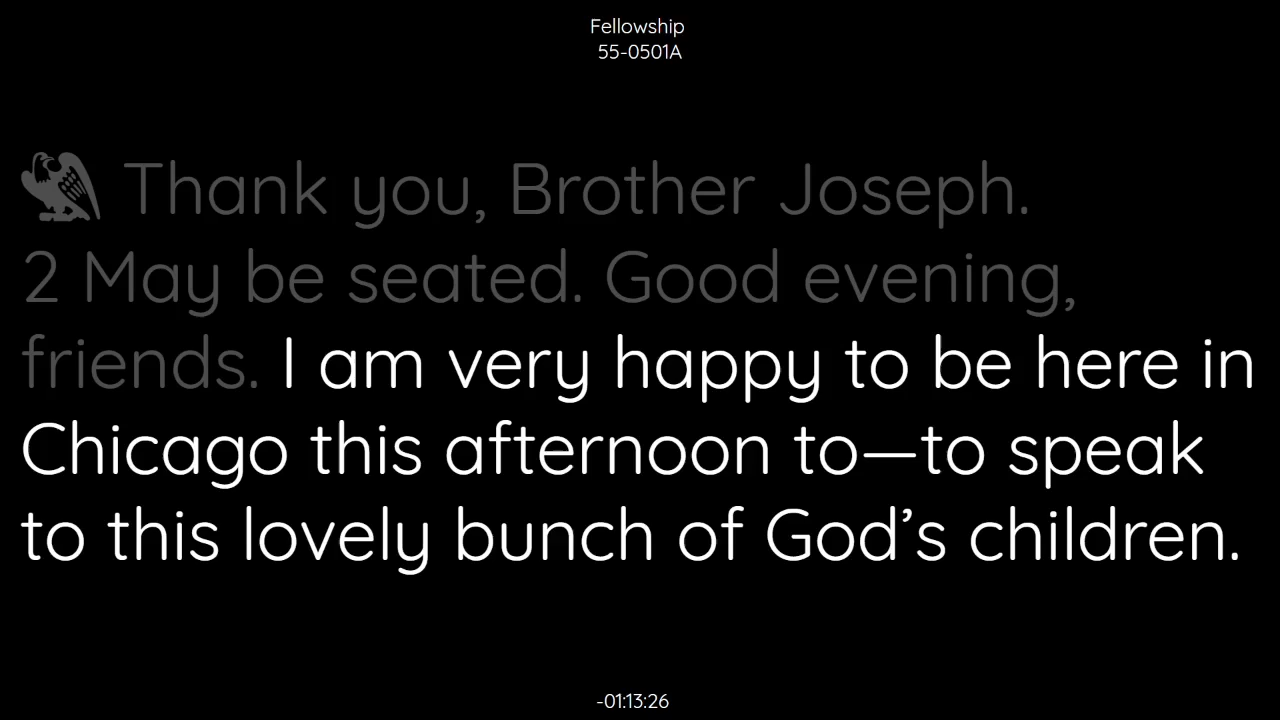 Fellowship
55-0501A
Thank you, Brother Joseph.
2 May be seated. Good evening,
friends. I am very happy to be here in
Chicago this afternoon to—to speak
to this lovely bunch of God’s children.
-01:13:26